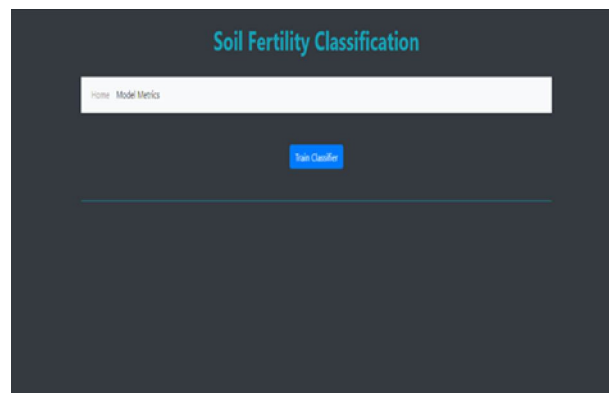 Soil Fertility Classification
Home Model Metrics
Train Classifier